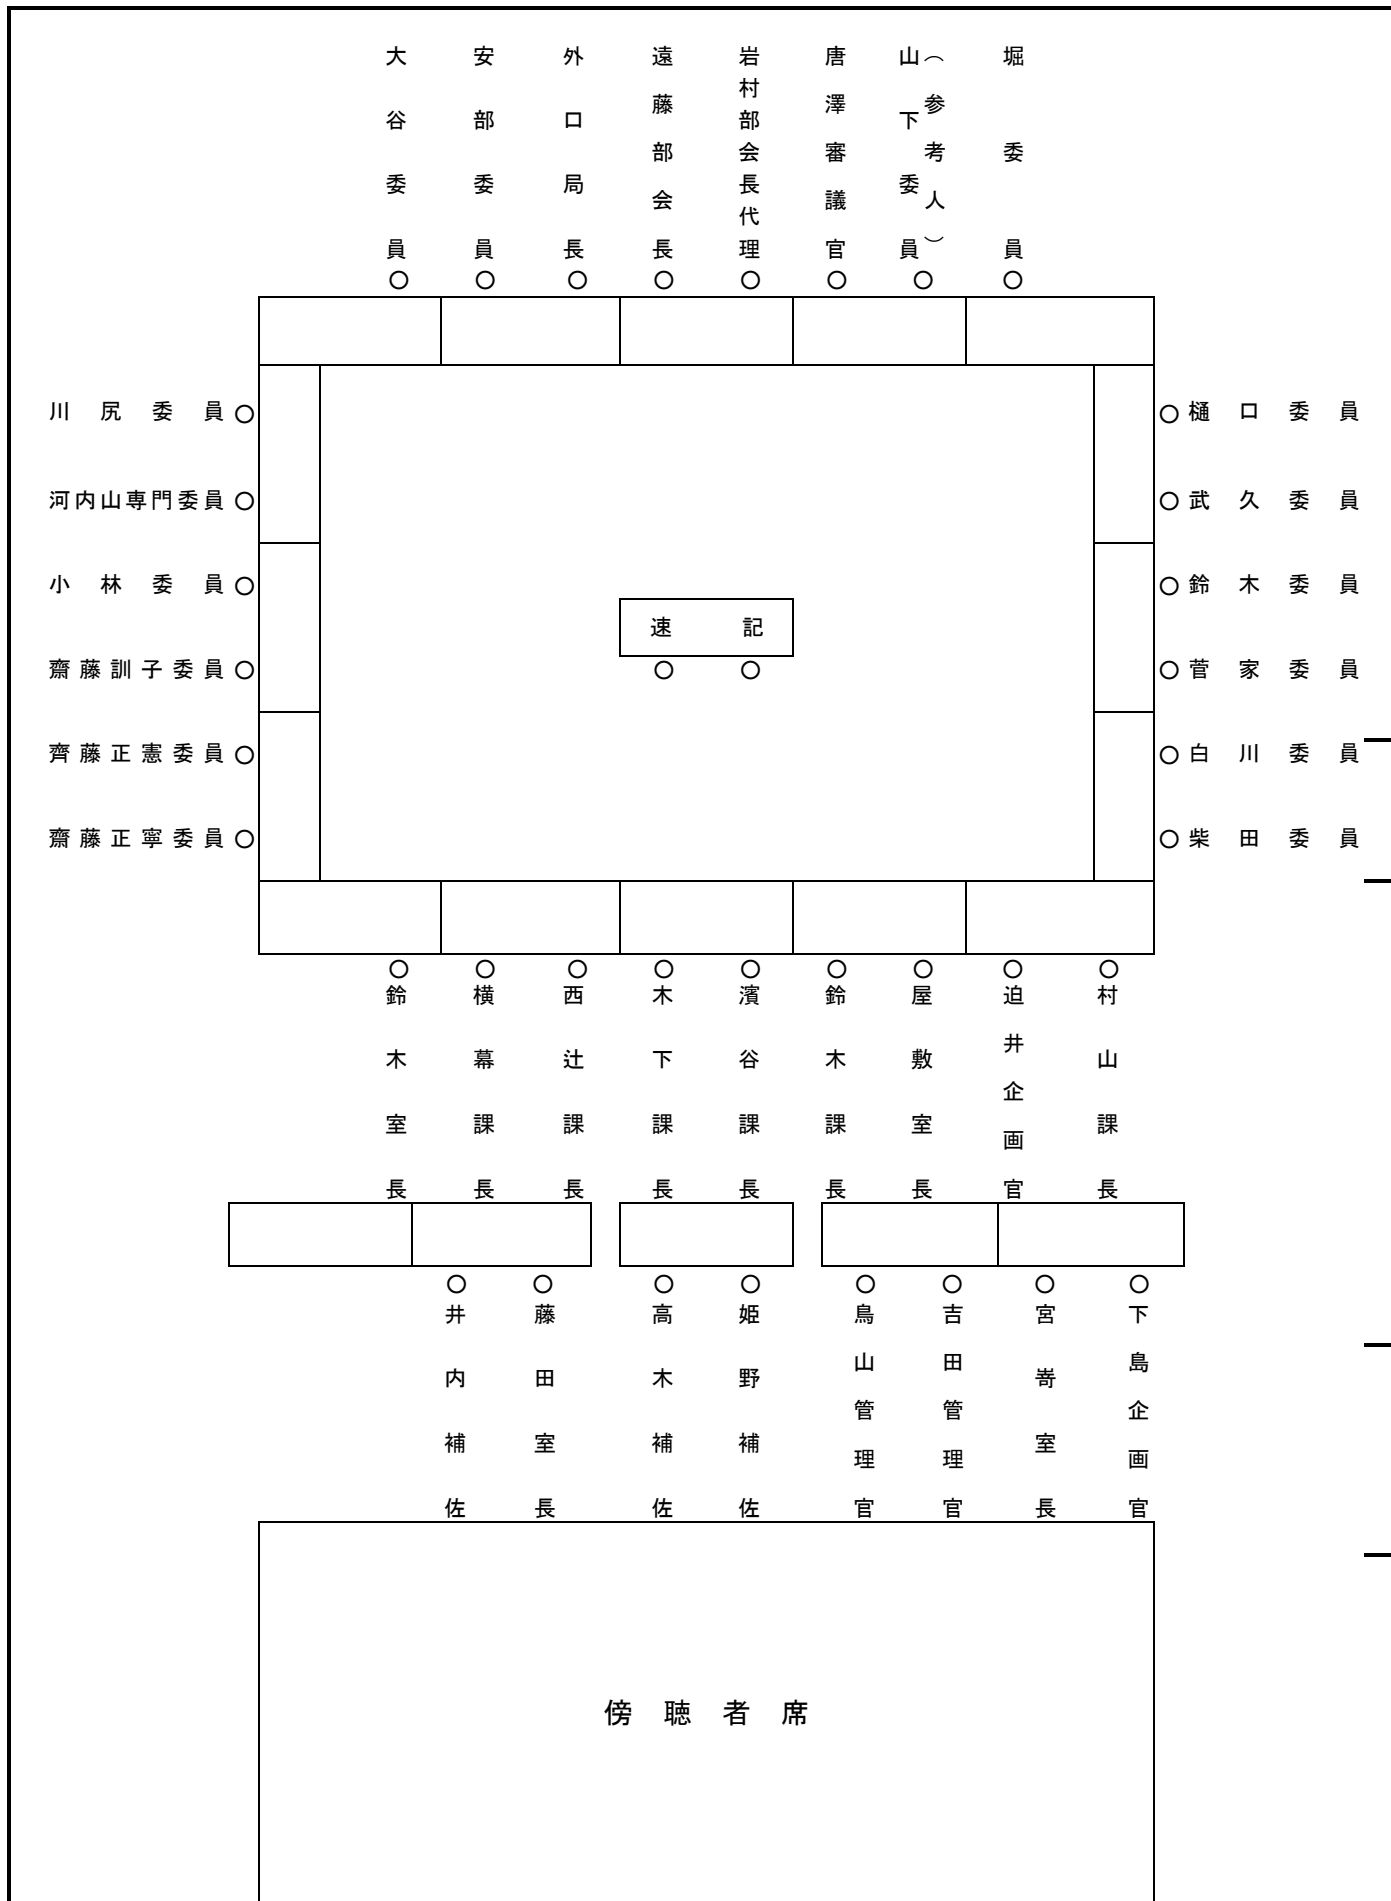 大谷委員
安部委員
外口局長
遠藤部会長
岩村部会長代理
唐澤審議官
山下委員
（参考人）
堀委員
川尻委員
樋口委員
河内山専門委員
武久委員
小林委員
鈴木委員
速記
齋藤訓子委員
菅家委員
齊藤正憲委員
白川委員
齋藤正寧委員
柴田委員
鈴木室長
横幕課長
西辻課長
木下課長
濱谷課長
鈴木課長
屋敷室長
迫井企画官
村山課長
井内補佐
藤田室長
高木補佐
姫野補佐
鳥山管理官
吉田管理官
宮嵜室長
下島企画官
傍聴者席